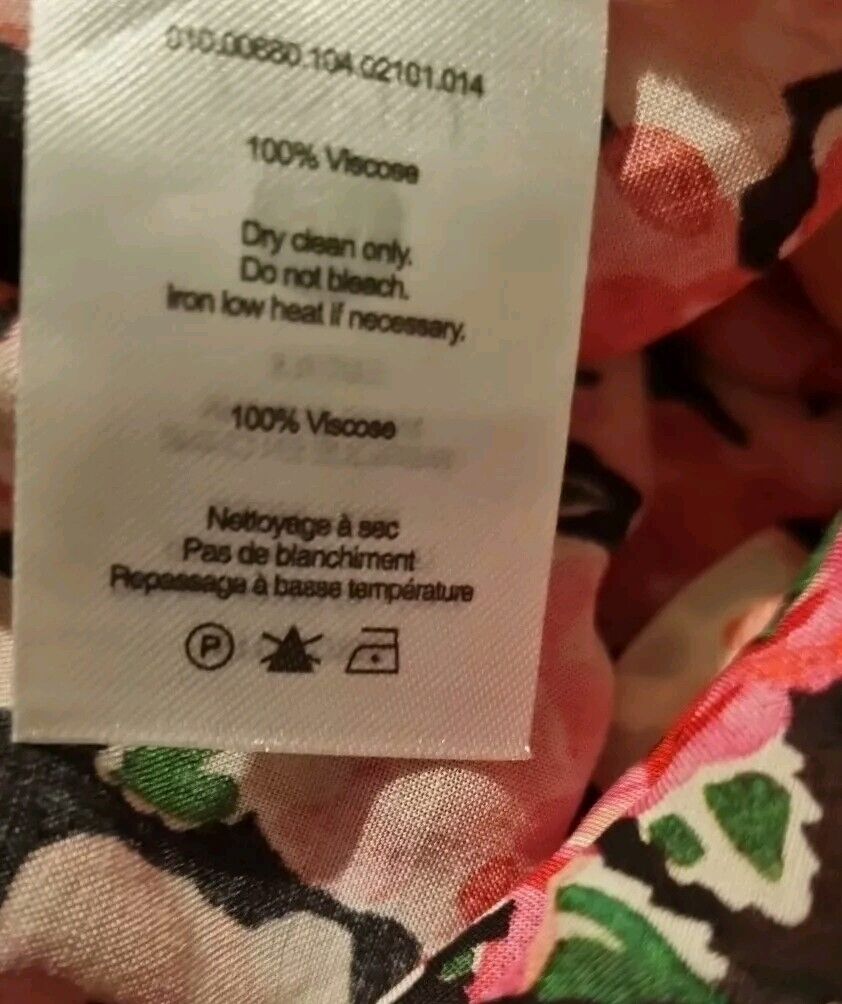 010.00680.104.02101.014
100% Viscose
Dry clean only.
Do not bleach.
Iron low heat if necessary.
100% Viscose
Nettoyage à sec
Pas de blanchiment
Repassage à basse température
P